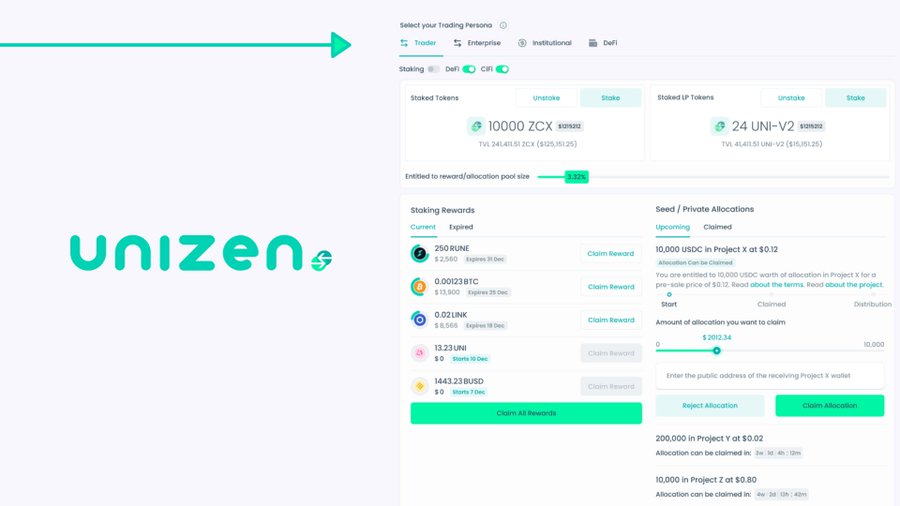 unizen
Select your Trading Persona
Trader Enterprise Institutional DeFi
Staking DeFi CiFi
Staked Tokens Unstake Stake
10000 ZCX $1215212
TVL 241,411.51 ZCX ($125,151.25)
Staked LP Tokens Unstake Stake
24 UNI-V2 $1215212
TVL 41,411.51 UNI-V2 ($15,151.25)
Entitled to reward/allocation pool size 3.32%
Staking Rewards
Current Expired
250 RUNE
$ 2,560 Expires 31 Dec
Claim Reward
0.00123 BTC
$ 13,900 Expires 25 Dec
Claim Reward
0.02 LINK
$ 8,566 Expires 18 Dec
Claim Reward
13.23 UNI
$ 0 Starts 10 Dec
Claim Reward
1443.23 BUSD
$ 0 Starts 7 Dec
Claim Reward
Claim All Rewards
Seed / Private Allocations
Upcoming Claimed
10,000 USDC in Project X at $0.12
Allocation Can be Claimed
You are entitled to 10,000 USDC warth of allocation in Project X for a
pre-sale price of $0.12. Read about the terms. Read about the project.
Start Claimed Distribution
Amount of allocation you want to claim
$ 2012.34
0 10,000
Enter the public address of the receiving Project X wallet
Reject Allocation Claim Allocation
200,000 in Project Y at $0.02
Allocation can be claimed in: 3w : 1d : 4h : 12m
10,000 in Project Z at $0.80
Allocation can be claimed in: 4w : 2d : 13h : 42m